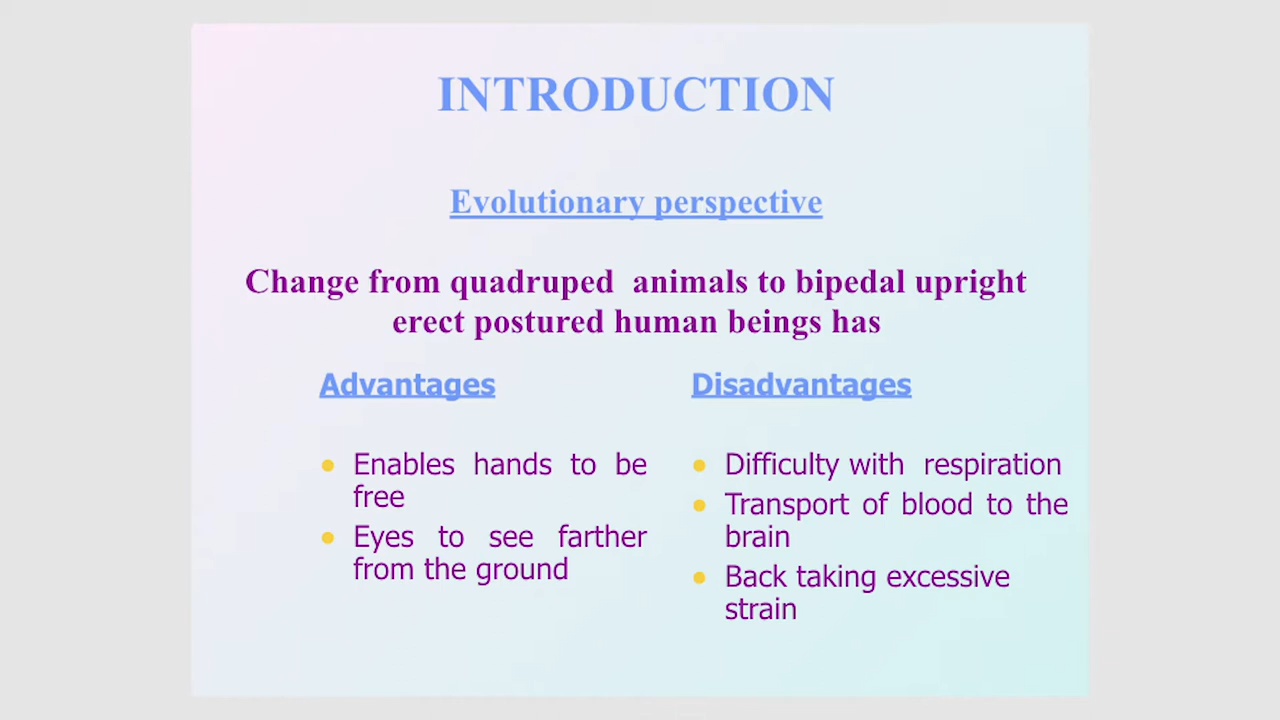 INTRODUCTION
Evolutionary perspective
Change from quadruped animals to bipedal upright
erect postured human beings has
Advantages
Enables hands to be
free
Eyes to see farther
from the ground
Disadvantages
Difficulty with respiration
Transport of blood to the
brain
Back taking excessive
strain